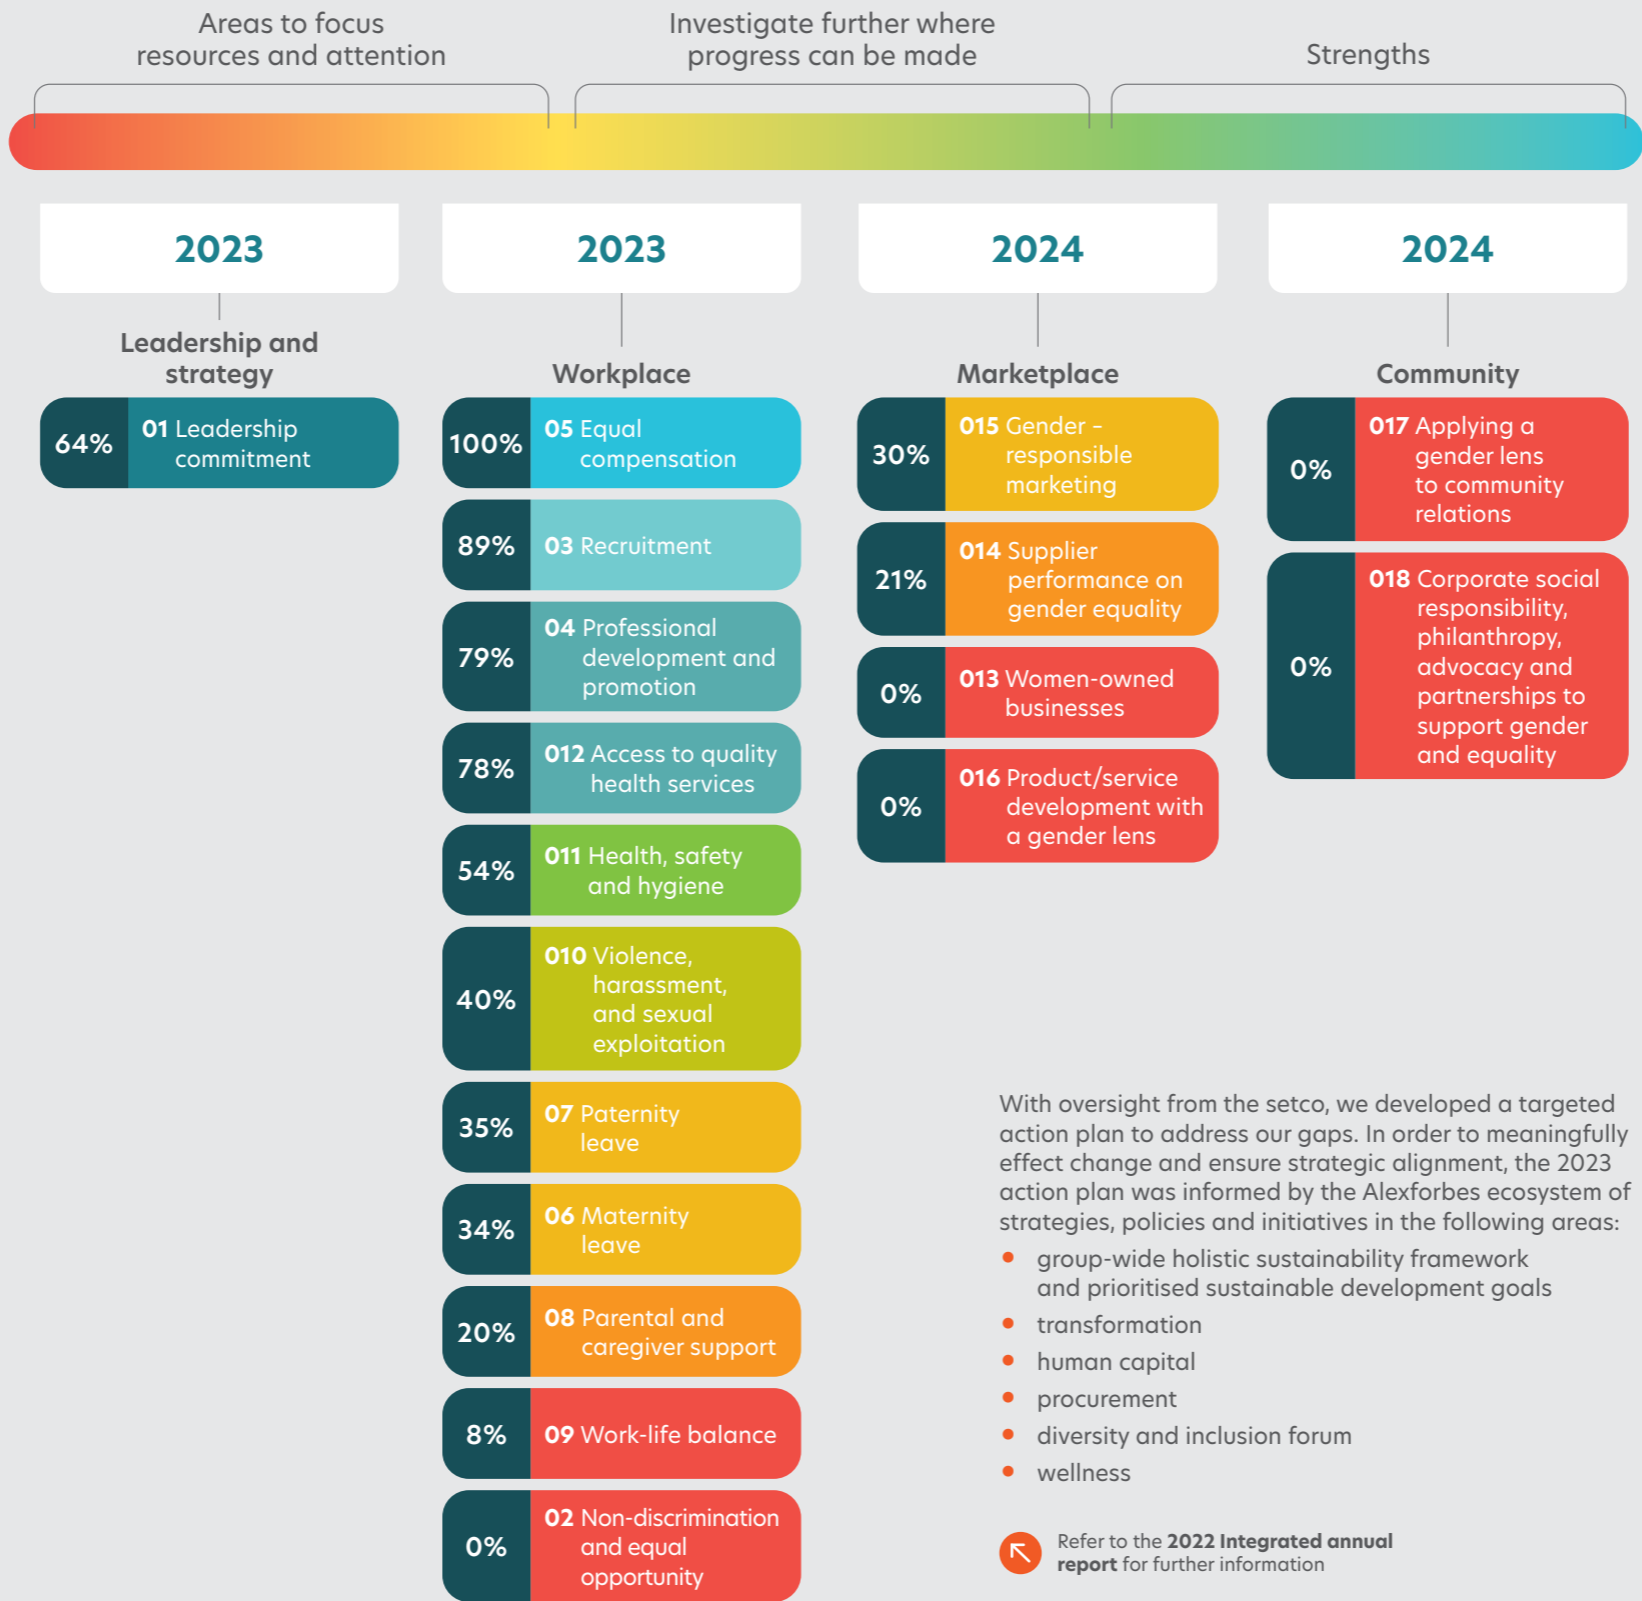 Areas to focus
resources and attention
Investigate further where
progress can be made
Strengths
2023
Leadership and
strategy
64%
01 Leadership
commitment
2023
Workplace
100%
05 Equal
compensation
89%
03 Recruitment
79%
04 Professional
development and
promotion
78%
012 Access to quality
health services
54%
011 Health, safety
and hygiene
40%
010 Violence,
harassment,
and sexual
exploitation
35%
07 Paternity
leave
34%
06 Maternity
leave
20%
08 Parental and
caregiver support
8%
09 Work-life balance
0%
02 Non-discrimination
and equal
opportunity
2024
Marketplace
30%
015 Gender –
responsible
marketing
21%
014 Supplier
performance on
gender equality
0%
013 Women-owned
businesses
0%
016 Product/service
development with
a gender lens
2024
Community
0%
017 Applying a
gender lens
to community
relations
0%
018 Corporate social
responsibility,
philanthropy,
advocacy and
partnerships to
support gender
and equality
With oversight from the setco, we developed a targeted
action plan to address our gaps. In order to meaningfully
effect change and ensure strategic alignment, the 2023
action plan was informed by the Alexforbes ecosystem of
strategies, policies and initiatives in the following areas:
• group-wide holistic sustainability framework
and prioritised sustainable development goals
• transformation
• human capital
• procurement
• diversity and inclusion forum
• wellness
Refer to the 2022 Integrated annual
report for further information